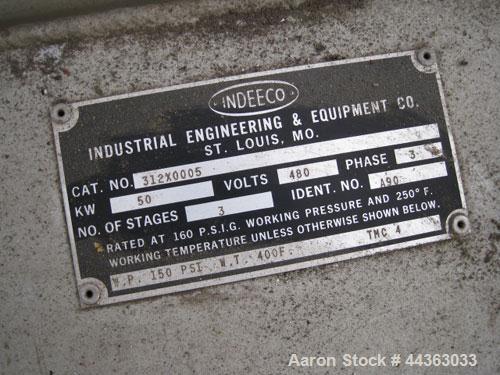 INDEECO
INDUSTRIAL ENGINEERING & EQUIPMENT CO.
ST. LOUIS, MO.
CAT. NO. 312X0005
KW 50 VOLTS 480 PHASE 3
NO. OF STAGES 3 IDENT. NO. A90
RATED AT 160 P.S.I.G. WORKING PRESSURE AND 250° F.
WORKING TEMPERATURE UNLESS OTHERWISE SHOWN BELOW.
W.P. 150 PSI W.T. 400F. TMC 4
Aaron Stock # 44363033